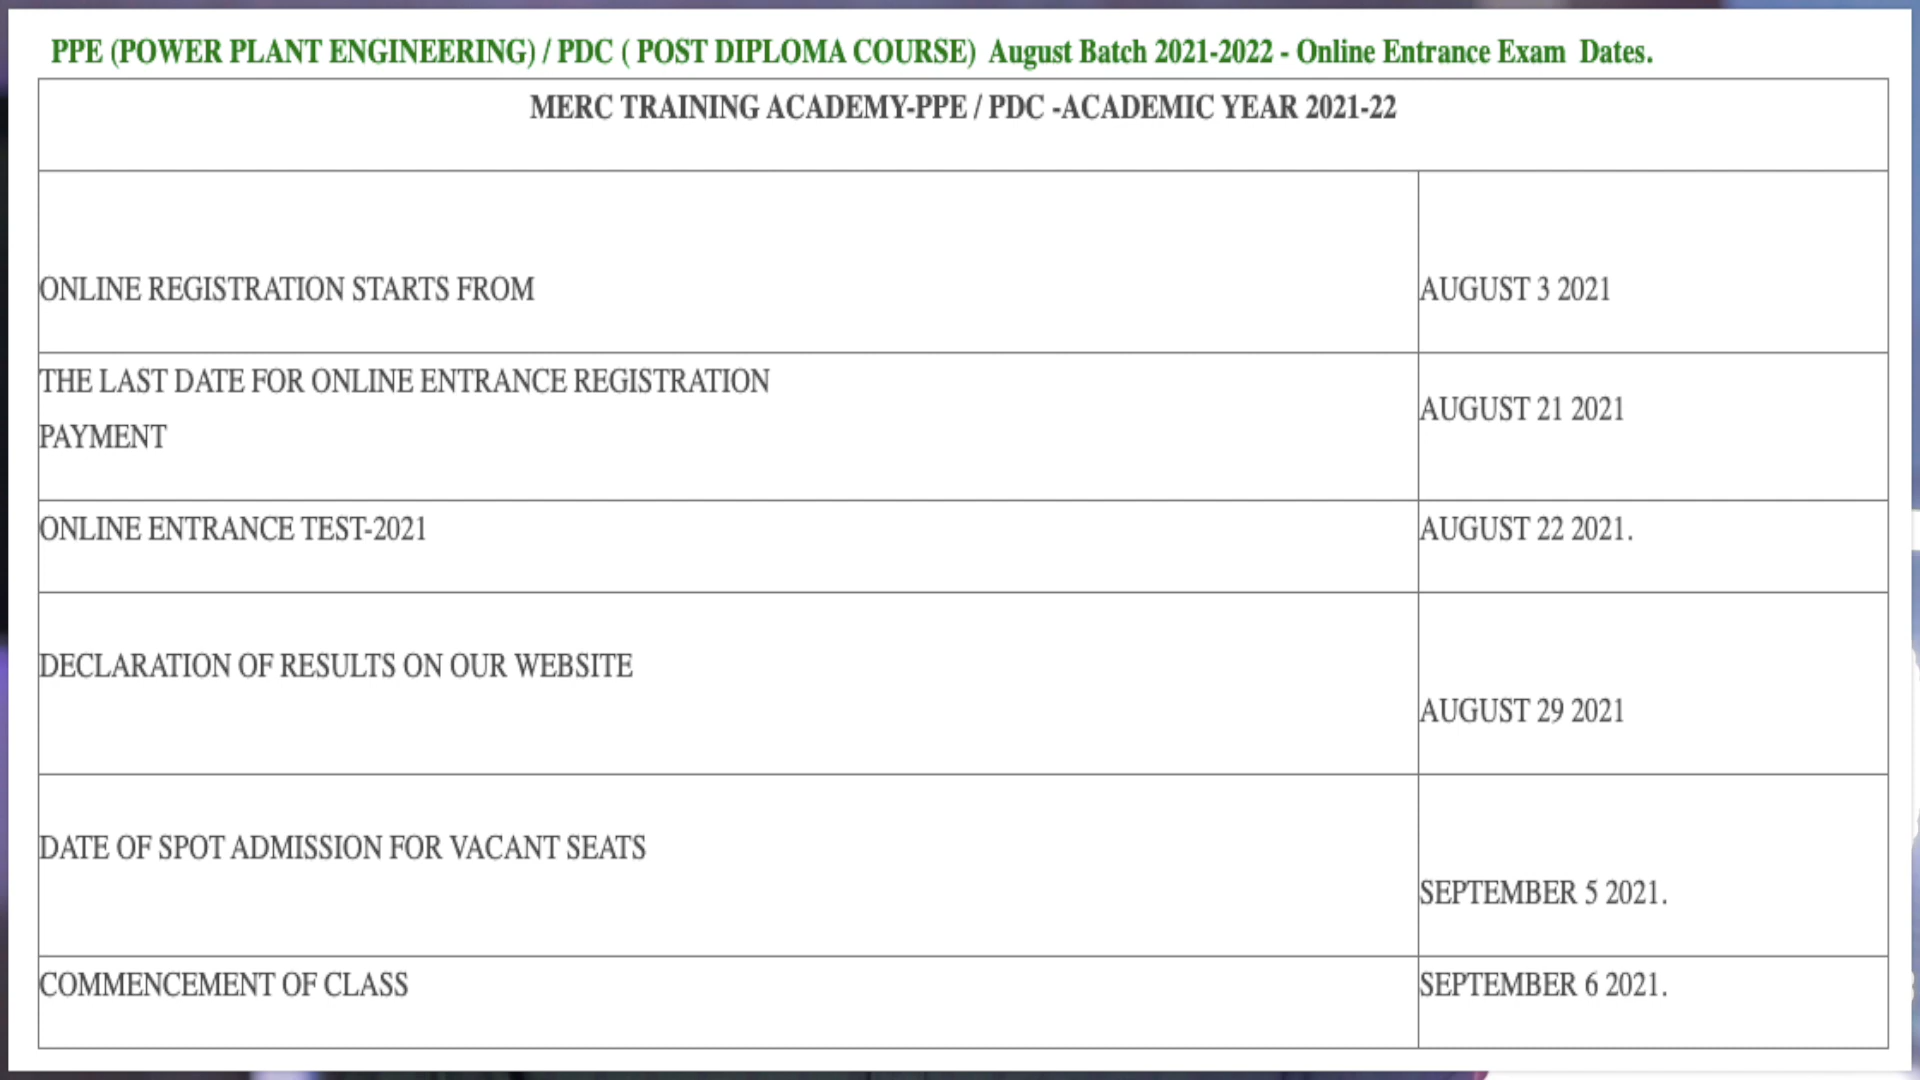 PPE (POWER PLANT ENGINEERING) / PDC ( POST DIPLOMA COURSE)  August Batch 2021-2022 - Online Entrance Exam  Dates.
MERC TRAINING ACADEMY-PPE / PDC -ACADEMIC YEAR 2021-22
ONLINE REGISTRATION STARTS FROM
AUGUST 3 2021
THE LAST DATE FOR ONLINE ENTRANCE REGISTRATION
PAYMENT
AUGUST 21 2021
ONLINE ENTRANCE TEST-2021
AUGUST 22 2021.
DECLARATION OF RESULTS ON OUR WEBSITE
AUGUST 29 2021
DATE OF SPOT ADMISSION FOR VACANT SEATS
SEPTEMBER 5 2021.
COMMENCEMENT OF CLASS
SEPTEMBER 6 2021.